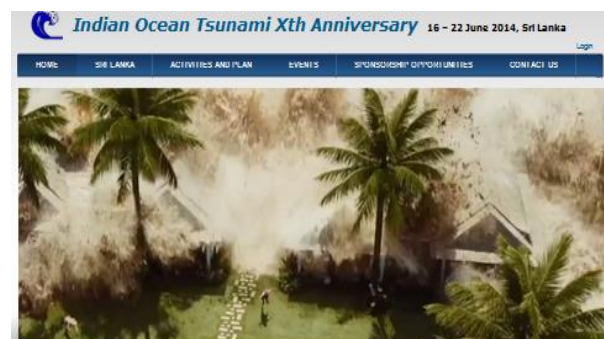 Indian Ocean Tsunami Xth Anniversary 16 – 22 June 2014, Sri Lanka
Login
HOME SRI LANKA ACTIVITIES AND PLAN EVENTS SPONSORSHIP OPPORTUNITIES CONTACT US